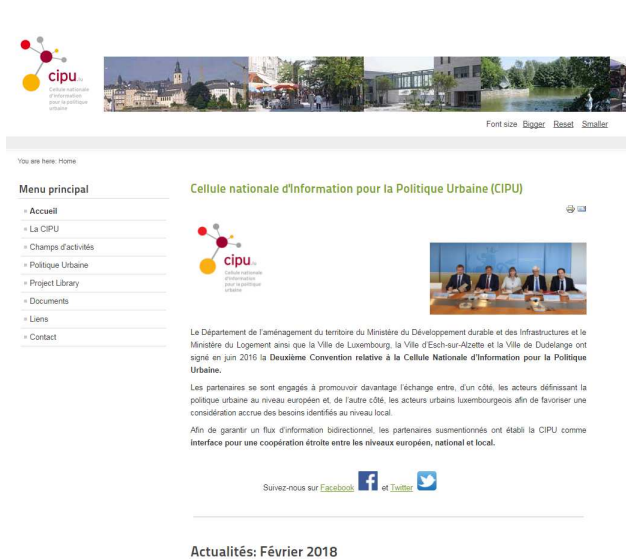 cipu.lu
Cellule nationale
d'information
pour la politique
urbaine
Font size Bigger Reset Smaller
You are here: Home
Menu principal
Accueil
La CIPU
Champs d'activités
Politique Urbaine
Project Library
Documents
Liens
Contact
Cellule nationale d'Information pour la Politique Urbaine (CIPU)
cipu.lu
Cellule nationale
d'information
pour la politique
urbaine
Le Département de l'aménagement du territoire du Ministère du Développement durable et des Infrastructures et le
Ministère du Logement ainsi que la Ville de Luxembourg, la Ville d'Esch-sur-Alzette et la Ville de Dudelange ont
signé en juin 2016 la Deuxième Convention relative à la Cellule Nationale d'Information pour la Politique
Urbaine.
Les partenaires se sont engagés à promouvoir davantage l'échange entre, d'un côté, les acteurs définissant la
politique urbaine au niveau européen et, de l'autre côté, les acteurs urbains luxembourgeois afin de favoriser une
considération accrue des besoins identifiés au niveau local.
Afin de garantir un flux d'information bidirectionnel, les partenaires susmentionnés ont établi la CIPU comme
interface pour une coopération étroite entre les niveaux européen, national et local.
Suivez-nous sur Facebook et Twitter
Actualités: Février 2018